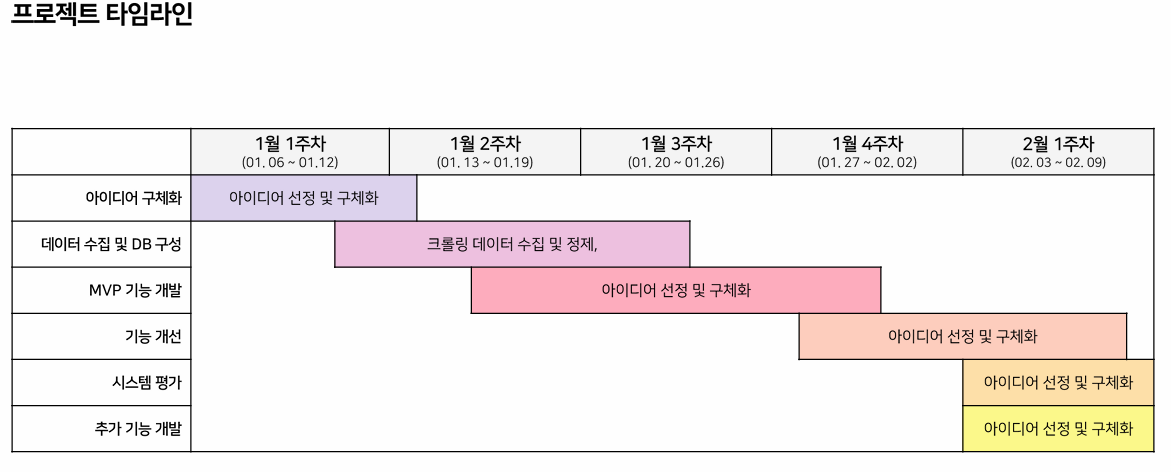 프로젝트 타임라인
1월 1주차
(01. 06 ~ 01.12)
1월 2주차
(01. 13 ~ 01.19)
1월 3주차
(01. 20 ~ 01.26)
1월 4주차
(01. 27 ~ 02. 02)
2월 1주차
(02. 03 ~ 02. 09)
아이디어 구체화
아이디어 선정 및 구체화
데이터 수집 및 DB 구성
크롤링 데이터 수집 및 정제,
MVP 기능 개발
아이디어 선정 및 구체화
기능 개선
아이디어 선정 및 구체화
시스템 평가
아이디어 선정 및 구체화
추가 기능 개발
아이디어 선정 및 구체화